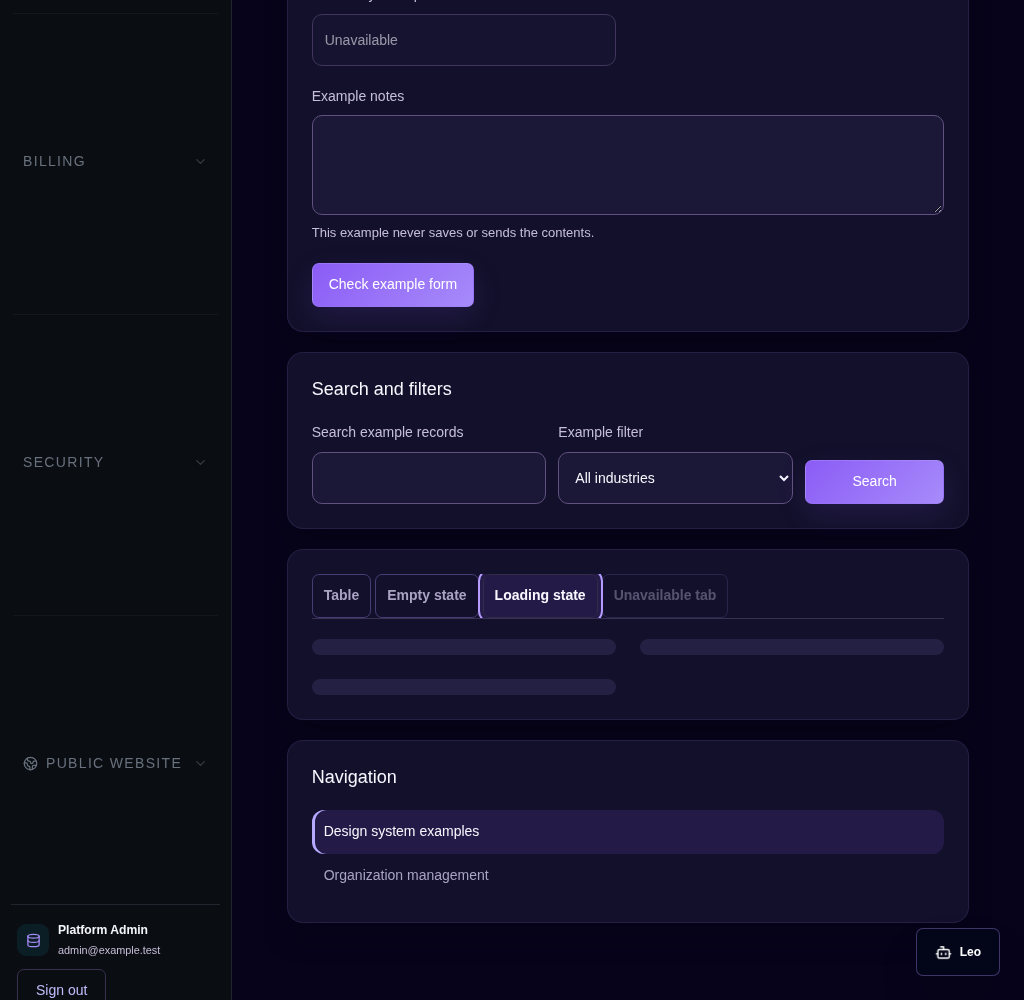 BILLING
SECURITY
PUBLIC WEBSITE
Platform Admin
admin@example.test
Sign out
Unavailable
Example notes
This example never saves or sends the contents.
Check example form
Search and filters
Search example records
Example filter
All industries
Search
Table
Empty state
Loading state
Unavailable tab
Navigation
Design system examples
Organization management
Leo